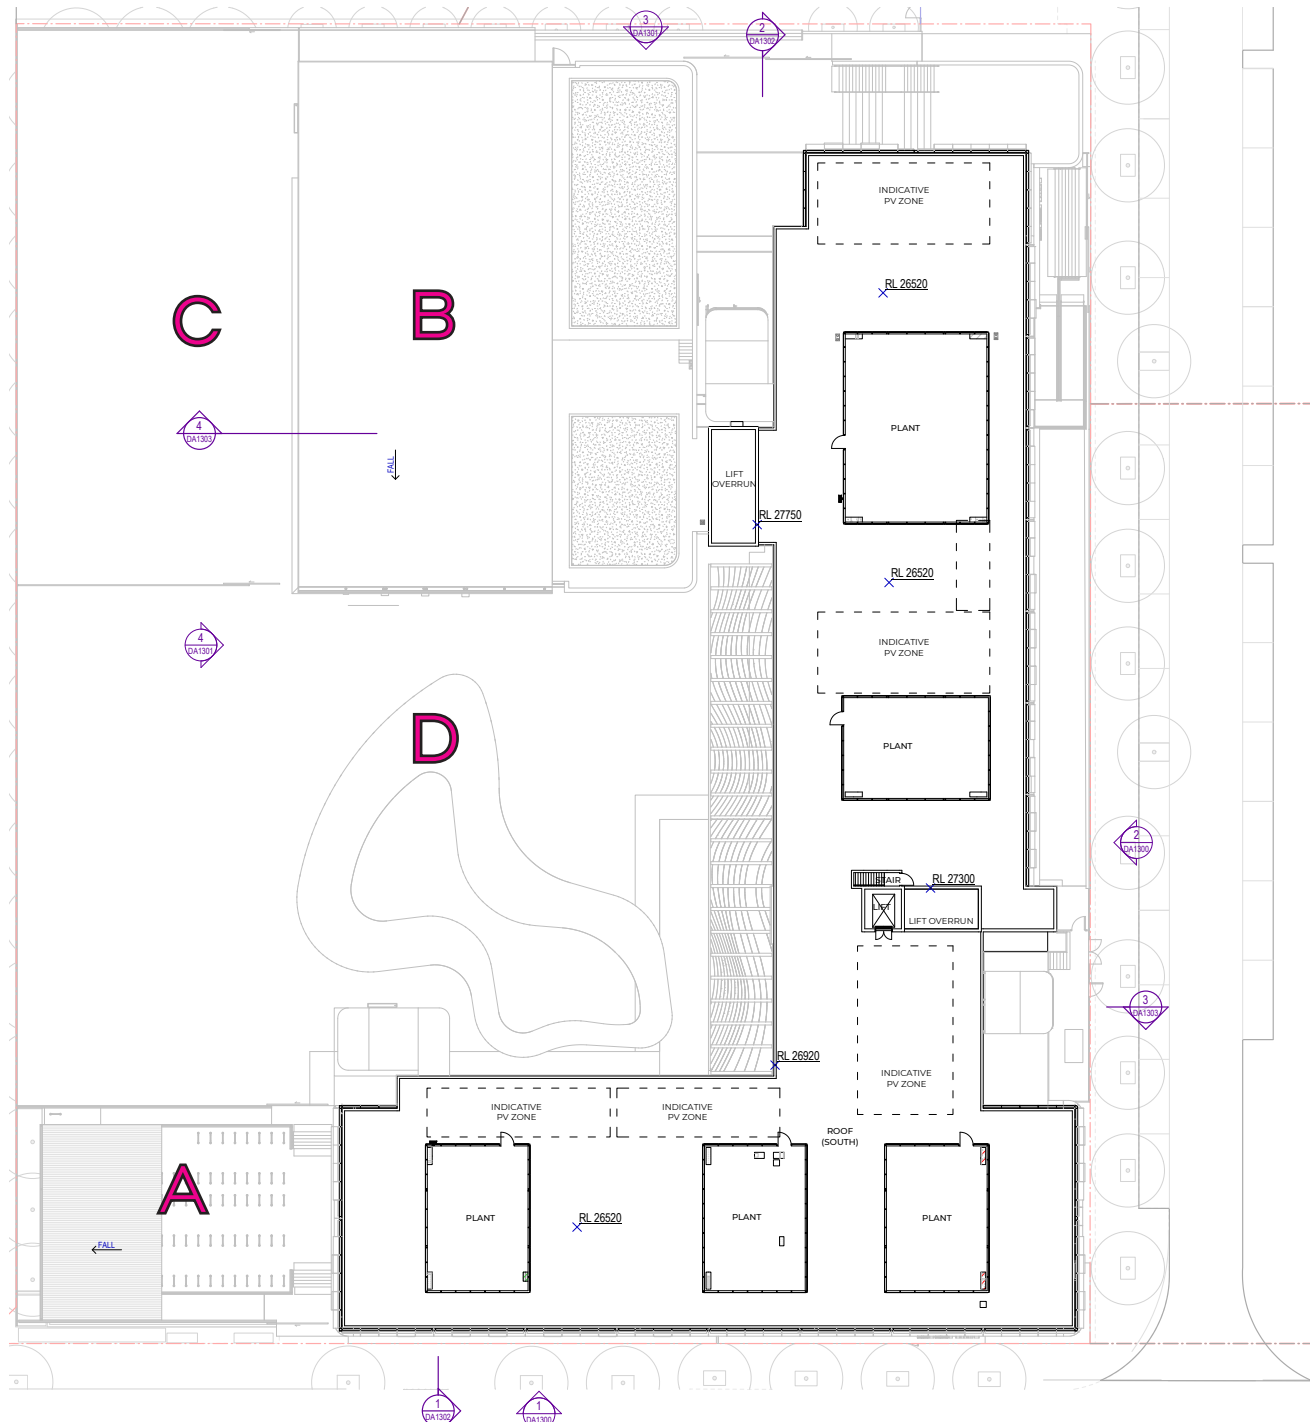 3
DA1301
2
DA1302
INDICATIVE
PV ZONE
RL 26520
C
B
4
DA1303
FALL
PLANT
LIFT
OVERRUN
RL 27750
RL 26520
INDICATIVE
PV ZONE
4
DA1301
D
PLANT
2
DA1300
STAIR
RL 27300
LIFT
LIFT OVERRUN
3
DA1303
RL 26920
INDICATIVE
PV ZONE
INDICATIVE
PV ZONE
INDICATIVE
PV ZONE
ROOF
(SOUTH)
A
FALL
PLANT
RL 26520
PLANT
PLANT
1
DA1302
1
DA1300